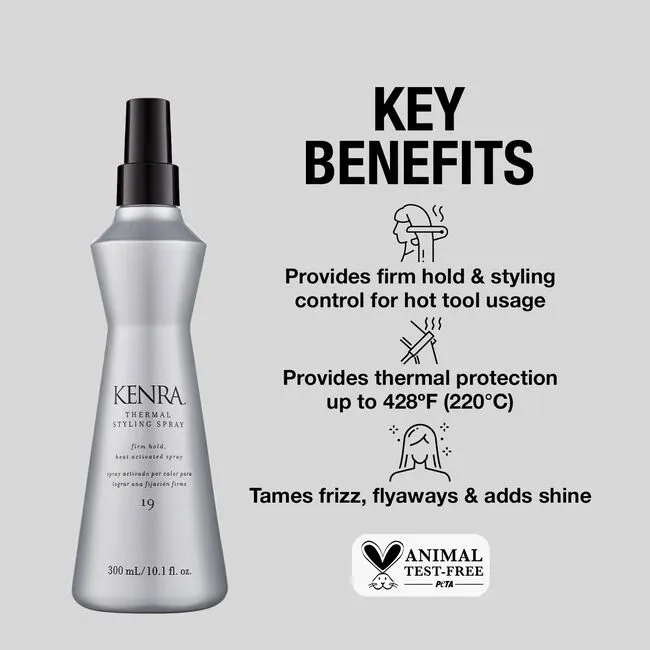 KEY
BENEFITS
Provides firm hold & styling
control for hot tool usage
Provides thermal protection
up to 428°F (220°C)
Tames frizz, flyaways & adds shine
ANIMAL
TEST-FREE
PETA
KENRA®
THERMAL
STYLING SPRAY
firm hold,
heat activated spray
spray activado por calor para
lograr una fijación firme
19
300 mL/10.1 fl. oz.